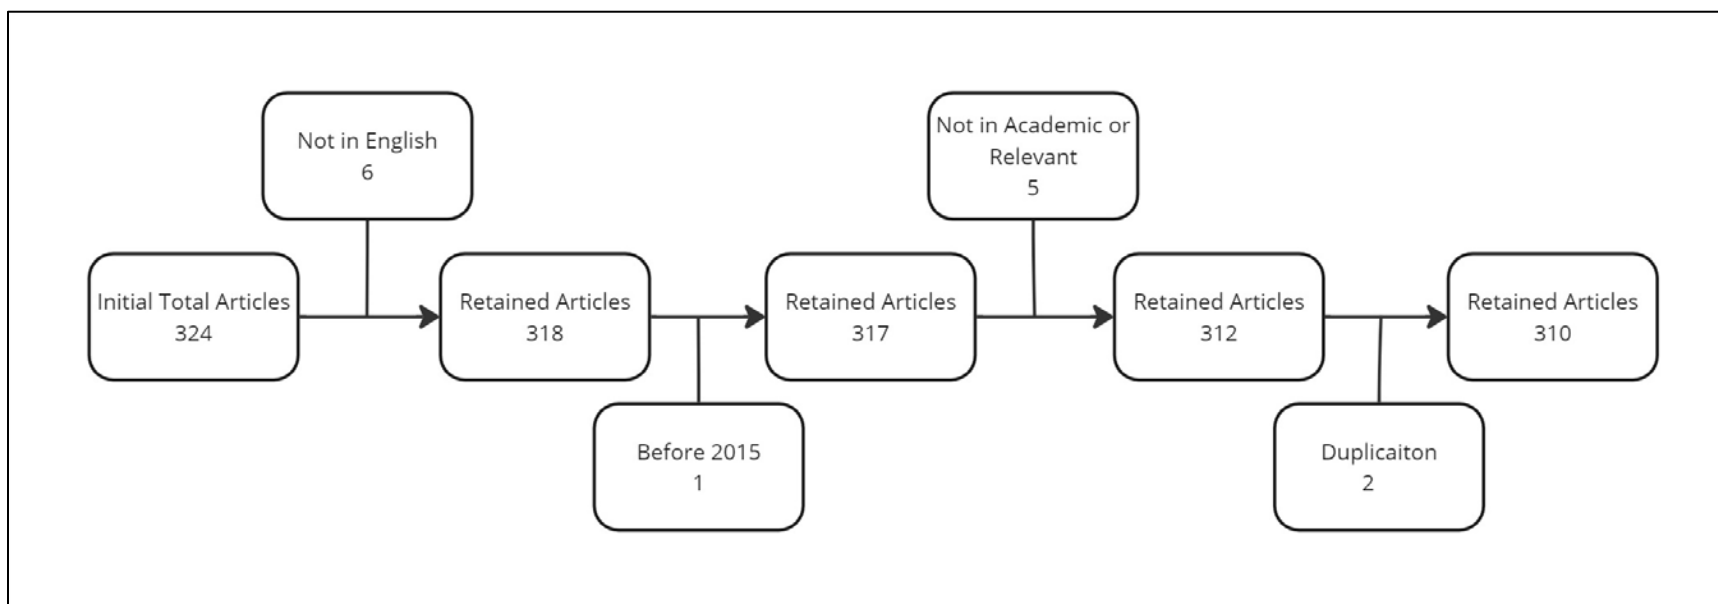 Not in English
6
Not in Academic or
Relevant
5
Initial Total Articles
324
Retained Articles
318
Retained Articles
317
Retained Articles
312
Retained Articles
310
Before 2015
1
Duplicaiton
2